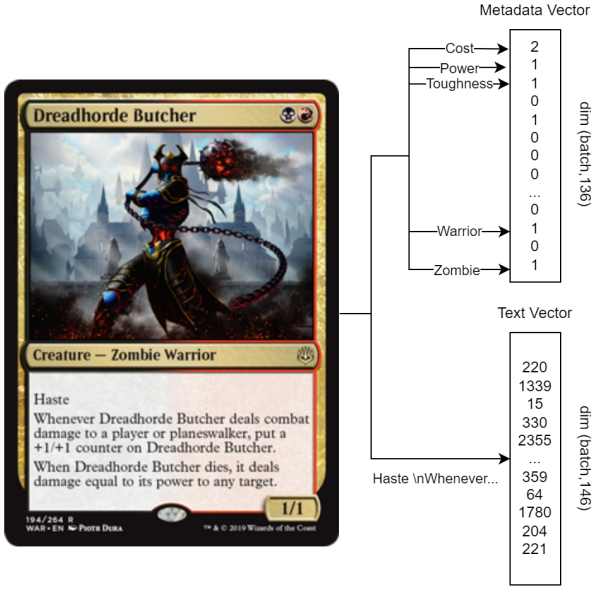 Metadata Vector
Cost
Power
Toughness
Warrior
Zombie
2
1
1
0
1
0
0
0
...
0
1
0
1
dim (batch,136)
Dreadhorde Butcher
Creature — Zombie Warrior
Haste
Whenever Dreadhorde Butcher deals combat
damage to a player or planeswalker, put a
+1/+1 counter on Dreadhorde Butcher.
When Dreadhorde Butcher dies, it deals
damage equal to its power to any target.
1/1
194/264 R
WAR • EN Piotr Dura
™ & © 2019 Wizards of the Coast
Text Vector
Haste \nWhenever...
220
1339
15
330
2355
...
359
64
1780
204
221
dim (batch,146)